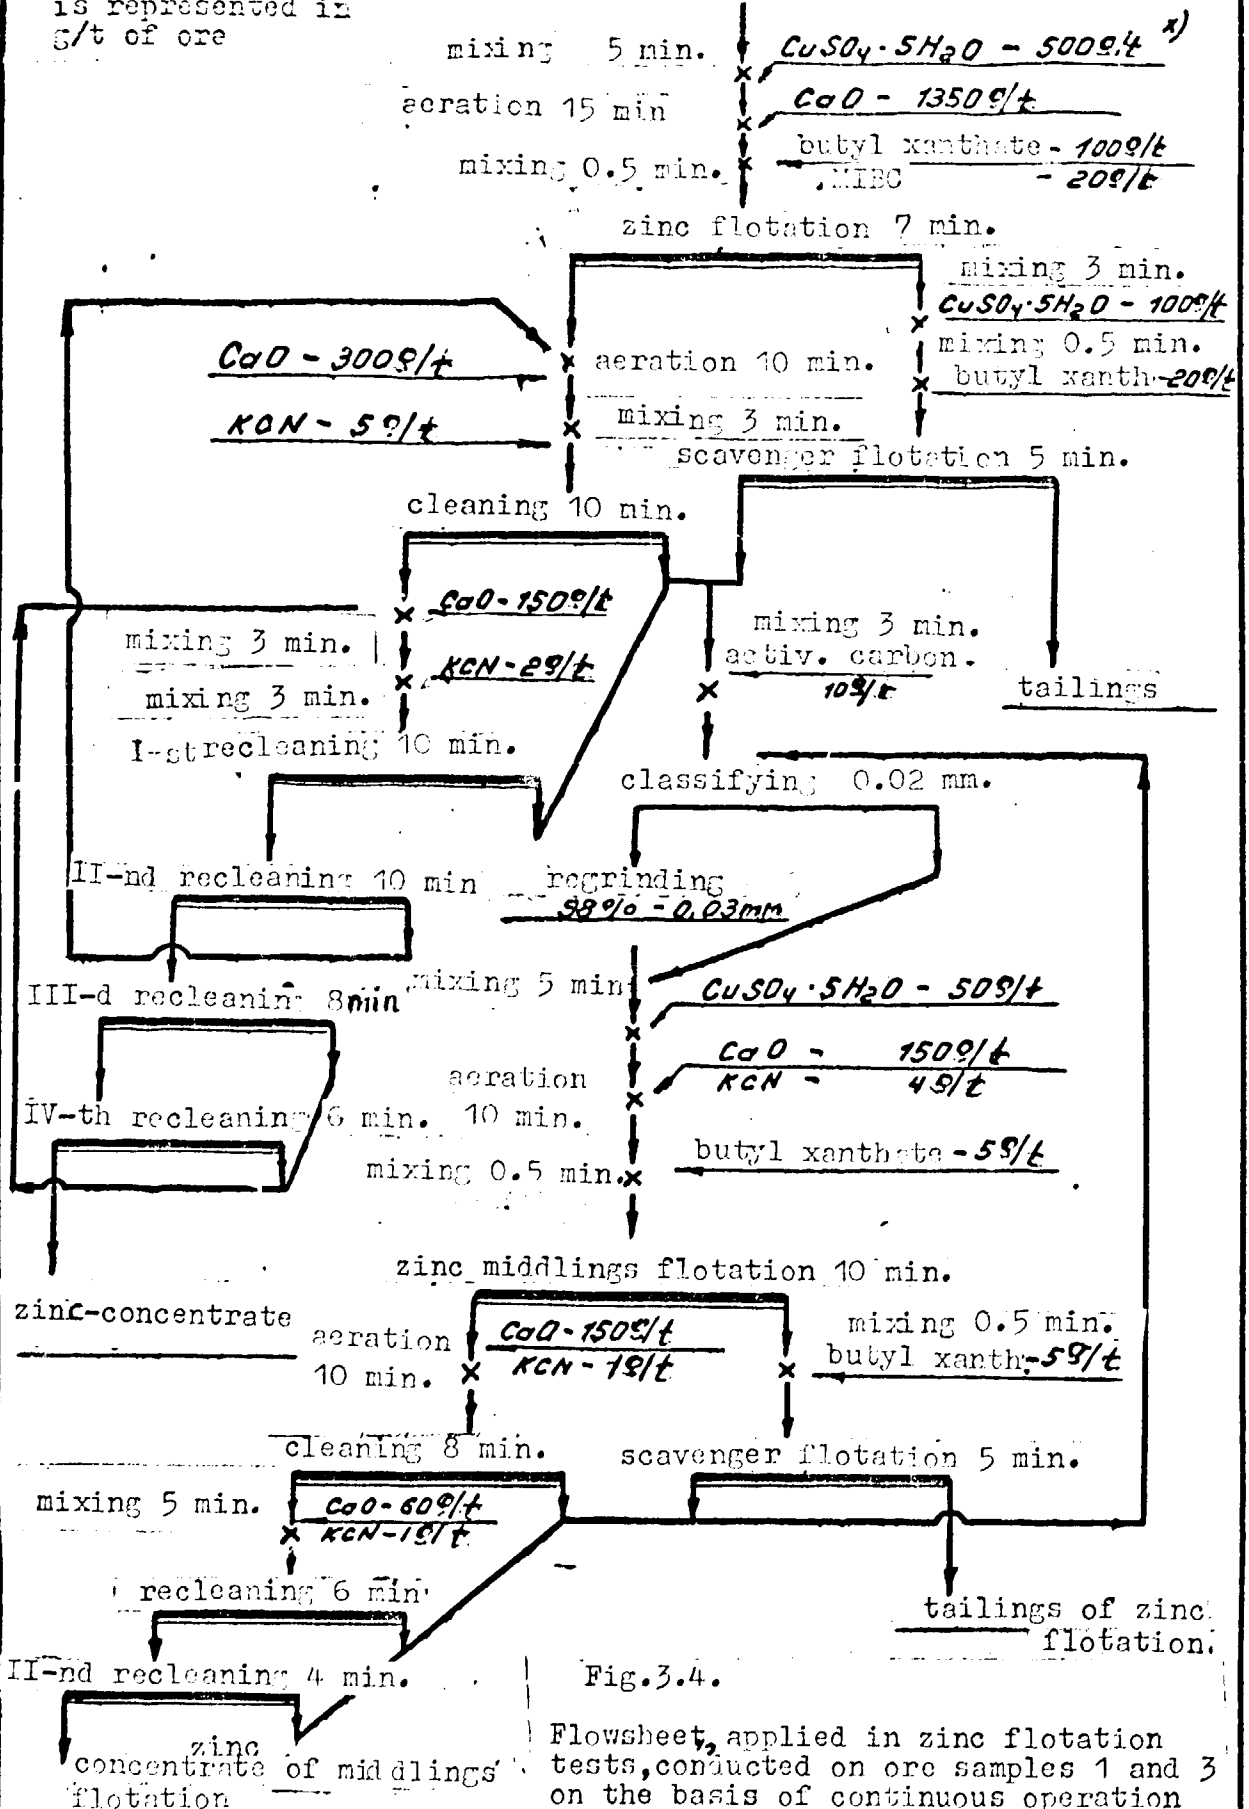 is represented in
g/t of ore
x)
mixing 5 min.
CuSO4·5H2O - 500g/t
aeration 15 min
CaO - 1350g/t
mixing 0.5 min.
butyl xanthate - 100g/t
MIBC - 20g/t
zinc flotation 7 min.
mixing 3 min.
CuSO4·5H2O - 100g/t
mixing 0.5 min.
butyl xanth - 20g/t
CaO - 300g/t
aeration 10 min.
KCN - 5g/t
mixing 3 min.
scavenger flotation 5 min.
cleaning 10 min.
CaO - 150g/t
mixing 3 min.
KCN - 2g/t
mixing 3 min.
mixing 3 min.
activ. carbon.
10g/t
tailings
I-st recleaning 10 min.
classifying 0.02 mm.
II-nd recleaning 10 min
regrinding
98% - 0,03mm
mixing 5 min
CuSO4·5H2O - 50g/t
III-d recleaning 8min
CaO - 150g/t
KCN - 4g/t
aeration
10 min.
IV-th recleaning 6 min.
butyl xanthate - 5g/t
mixing 0.5 min.
zinc middlings flotation 10 min.
zinc-concentrate
aeration
10 min.
CaO - 150g/t
KCN - 1g/t
mixing 0.5 min.
butyl xanth - 5g/t
cleaning 8 min.
scavenger flotation 5 min.
mixing 5 min.
CaO - 60g/t
KCN - 1g/t
recleaning 6 min.
tailings of zinc
flotation.
II-nd recleaning 4 min.
zinc
concentrate of middlings
flotation
Fig.3.4.
Flowsheet, applied in zinc flotation
tests, conducted on ore samples 1 and 3
on the basis of continuous operation